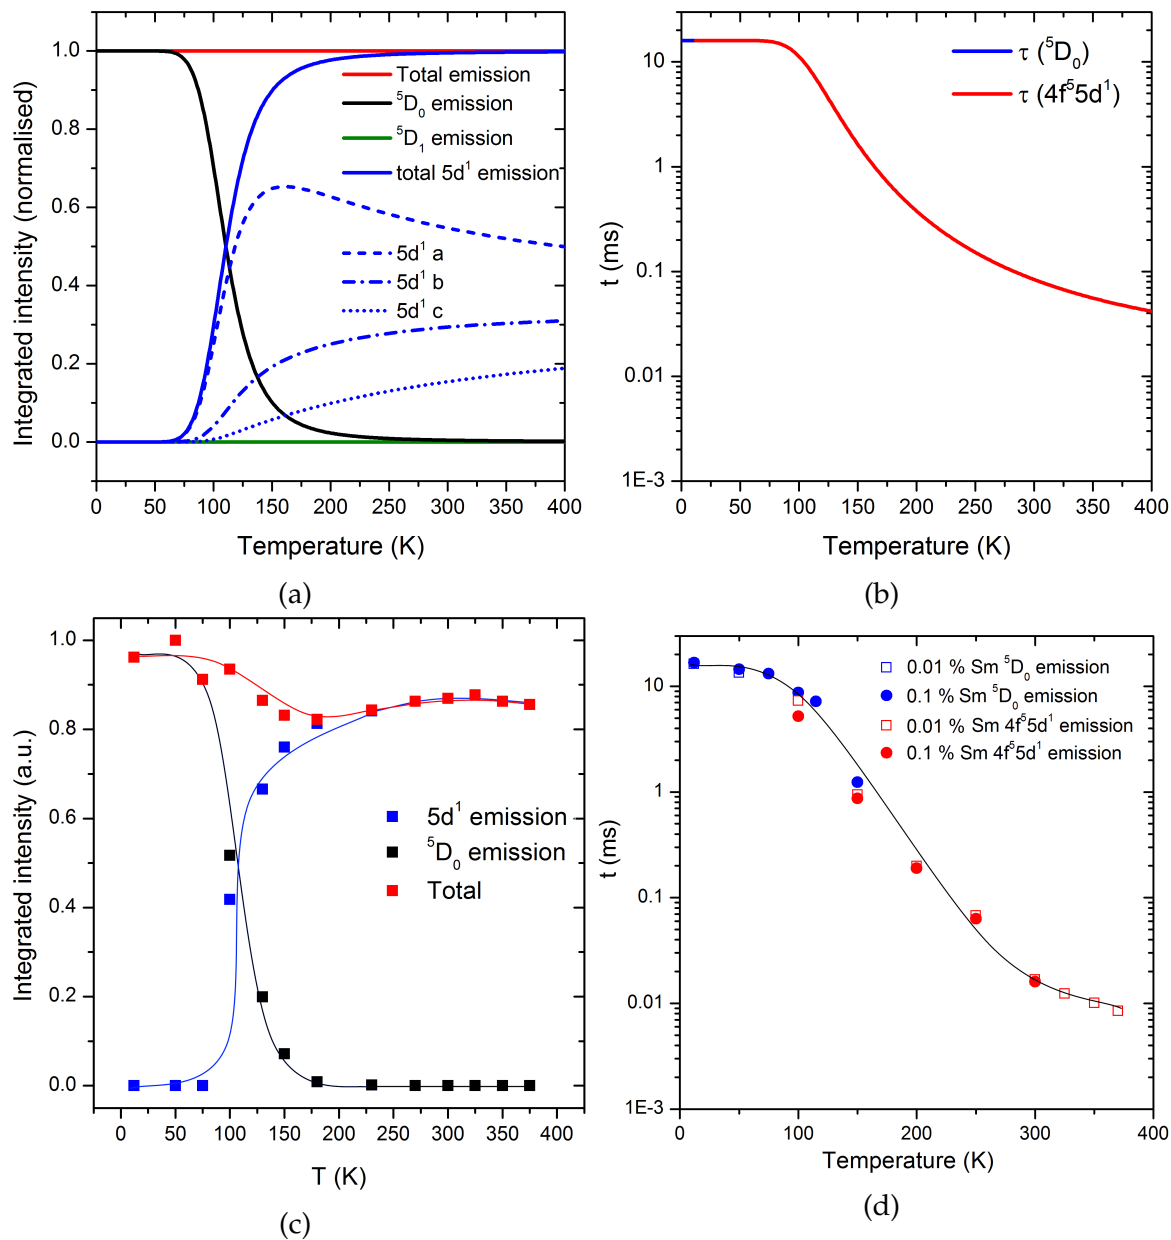 1.0
0.8
0.6
0.4
0.2
0.0
Integrated intensity (normalised)
Total emission
⁵D₀ emission
⁵D₁ emission
total 5d¹ emission
5d¹ a
5d¹ b
5d¹ c
0 50 100 150 200 250 300 350 400
Temperature (K)
(a)
10
1
0.1
0.01
1E-3
t (ms)
τ (⁵D₀)
τ (4f⁵5d¹)
0 50 100 150 200 250 300 350 400
Temperature (K)
(b)
1.0
0.8
0.6
0.4
0.2
0.0
Integrated intensity (a.u.)
5d¹ emission
⁵D₀ emission
Total
0 50 100 150 200 250 300 350 400
T (K)
(c)
10
1
0.1
0.01
1E-3
t (ms)
0.01 % Sm ⁵D₀ emission
0.1 % Sm ⁵D₀ emission
0.01 % Sm 4f⁵5d¹ emission
0.1 % Sm 4f⁵5d¹ emission
0 100 200 300 400
Temperature (K)
(d)